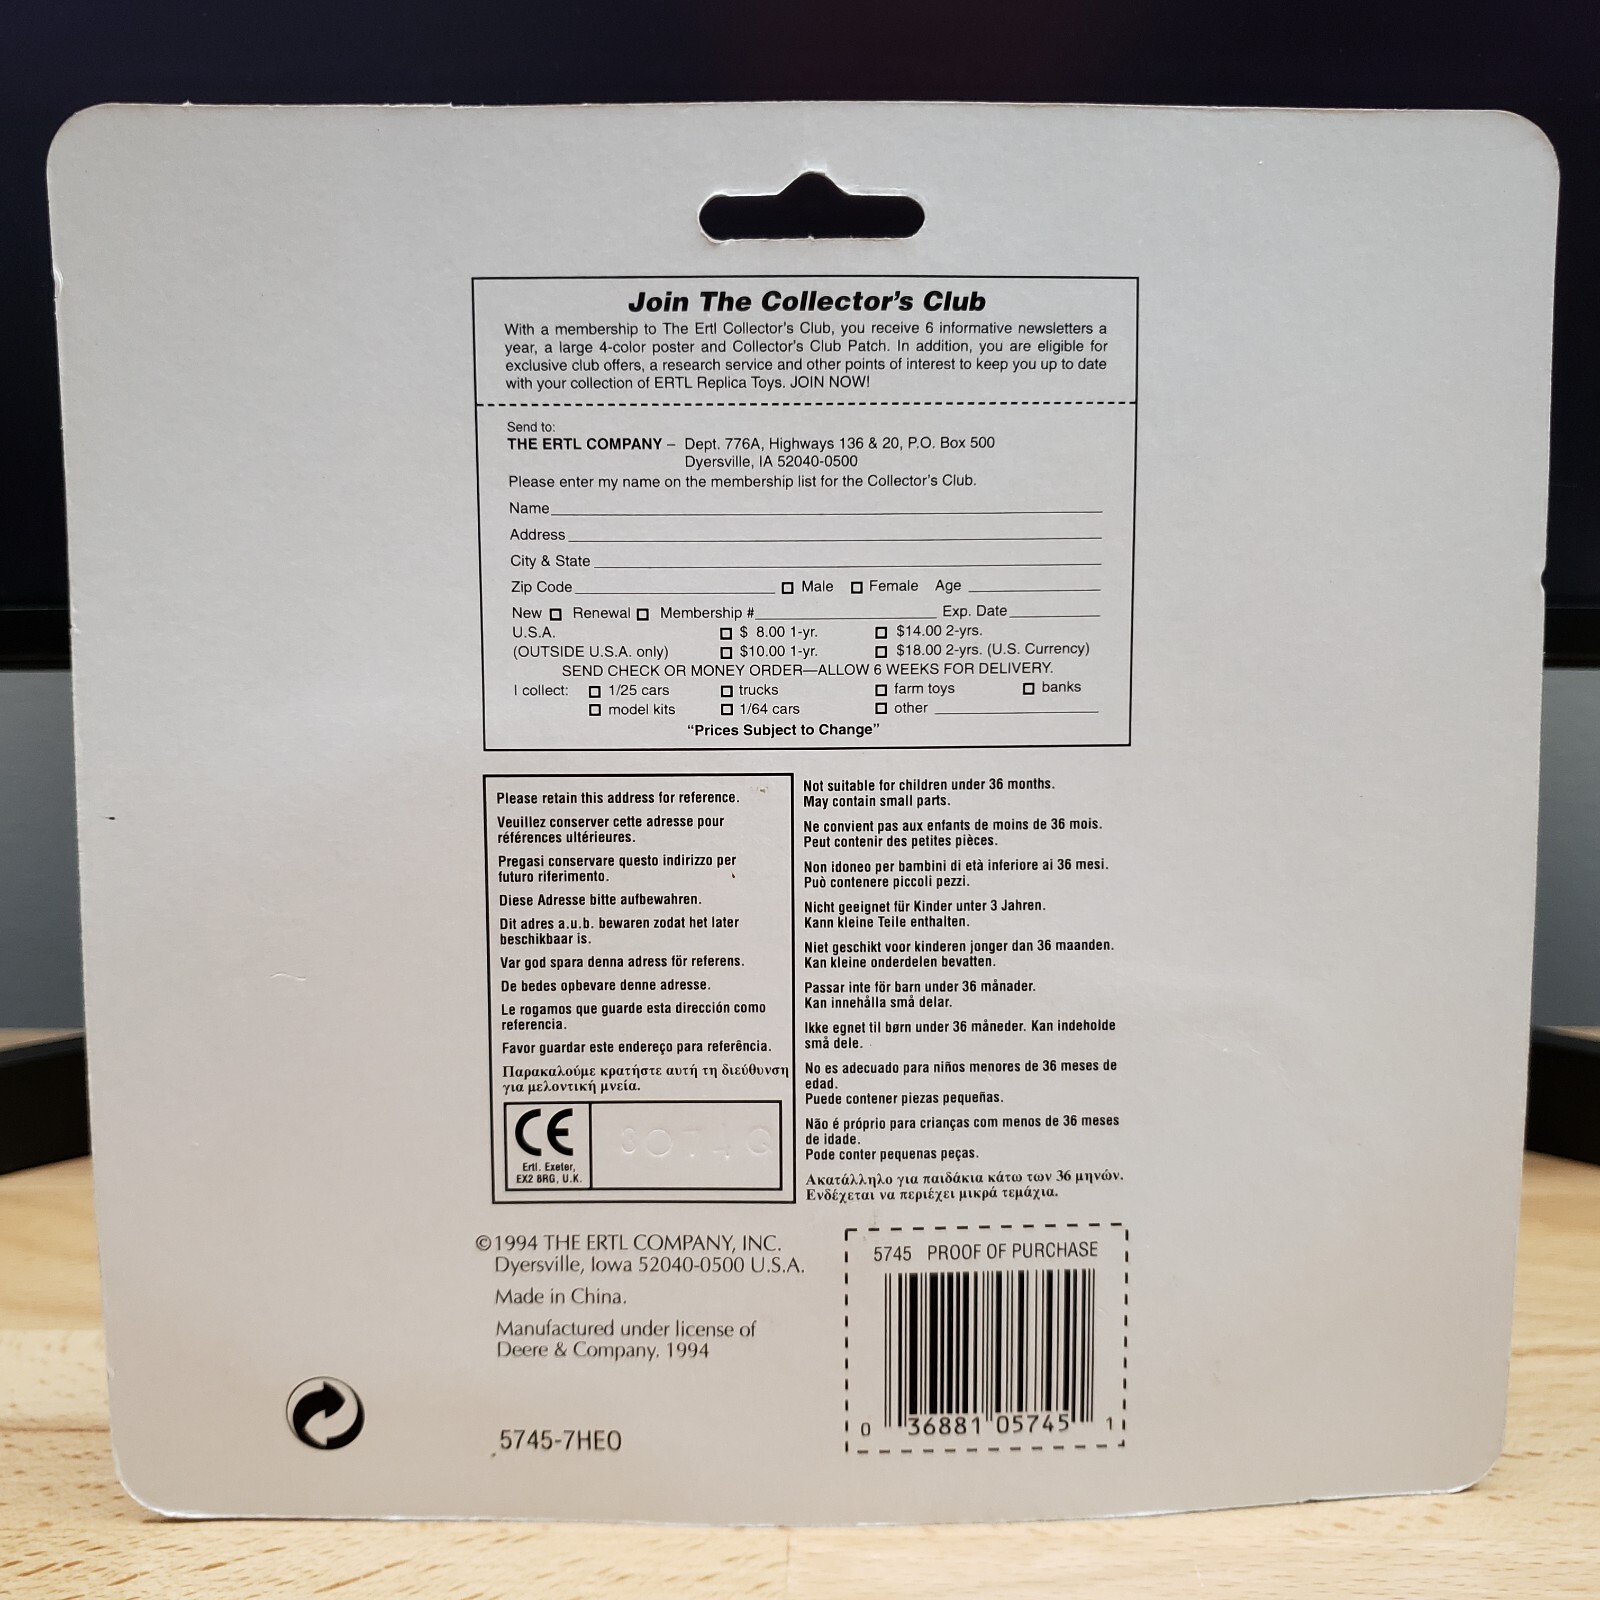 Join The Collector's Club
With a membership to The Ertl Collector's Club, you receive 6 informative newsletters a
year, a large 4-color poster and Collector's Club Patch. In addition, you are eligible for
exclusive club offers, a research service and other points of interest to keep you up to date
with your collection of ERTL Replica Toys. JOIN NOW!
Send to:
THE ERTL COMPANY – Dept. 776A, Highways 136 & 20, P.O. Box 500
Dyersville, IA 52040-0500
Please enter my name on the membership list for the Collector's Club.
Name
Address
City & State
Zip Code Male Female Age
New Renewal Membership # Exp. Date
U.S.A. $ 8.00 1-yr. $14.00 2-yrs.
(OUTSIDE U.S.A. only) $10.00 1-yr. $18.00 2-yrs. (U.S. Currency)
SEND CHECK OR MONEY ORDER—ALLOW 6 WEEKS FOR DELIVERY.
I collect: 1/25 cars trucks farm toys banks
model kits 1/64 cars other
"Prices Subject to Change"
Please retain this address for reference.
Veuillez conserver cette adresse pour
références ultérieures.
Pregasi conservare questo indirizzo per
futuro riferimento.
Diese Adresse bitte aufbewahren.
Dit adres a.u.b. bewaren zodat het later
beschikbaar is.
Var god spara denna adress för referens.
De bedes opbevare denne adresse.
Le rogamos que guarde esta dirección como
referencia.
Favor guardar este endereço para referência.
Παρακαλούμε κρατήστε αυτή τη διεύθυνση
για μελοντική μνεία.
CE
Ertl. Exeter,
EX2 8RG, U.K.
Not suitable for children under 36 months.
May contain small parts.
Ne convient pas aux enfants de moins de 36 mois.
Peut contenir des petites pièces.
Non idoneo per bambini di età inferiore ai 36 mesi.
Può contenere piccoli pezzi.
Nicht geeignet für Kinder unter 3 Jahren.
Kann kleine Teile enthalten.
Niet geschikt voor kinderen jonger dan 36 maanden.
Kan kleine onderdelen bevatten.
Passar inte för barn under 36 månader.
Kan innehålla små delar.
Ikke egnet til børn under 36 måneder. Kan indeholde
små dele.
No es adecuado para niños menores de 36 meses de
edad.
Puede contener piezas pequeñas.
Não é próprio para crianças com menos de 36 meses
de idade.
Pode conter pequenas peças.
Ακατάλληλο για παιδάκια κάτω των 36 μηνών.
Ενδέχεται να περιέχει μικρά τεμάχια.
©1994 THE ERTL COMPANY, INC.
Dyersville, Iowa 52040-0500 U.S.A.
Made in China.
Manufactured under license of
Deere & Company. 1994
5745-7HEO
5745 PROOF OF PURCHASE
0 36881 05745 1